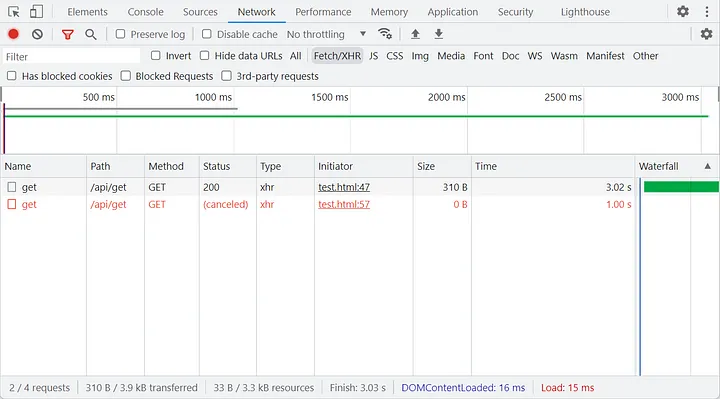 Elements Console Sources Network Performance Memory Application Security Lighthouse
Preserve log Disable cache No throttling
Filter Invert Hide data URLs All Fetch/XHR JS CSS Img Media Font Doc WS Wasm Manifest Other
Has blocked cookies Blocked Requests 3rd-party requests
500 ms 1000 ms 1500 ms 2000 ms 2500 ms 3000 ms
Name Path Method Status Type Initiator Size Time Waterfall
get /api/get GET 200 xhr test.html:47 310 B 3.02 s
get /api/get GET (canceled) xhr test.html:57 0 B 1.00 s
2 / 4 requests 310 B / 3.9 kB transferred 33 B / 3.3 kB resources Finish: 3.03 s DOMContentLoaded: 16 ms Load: 15 ms